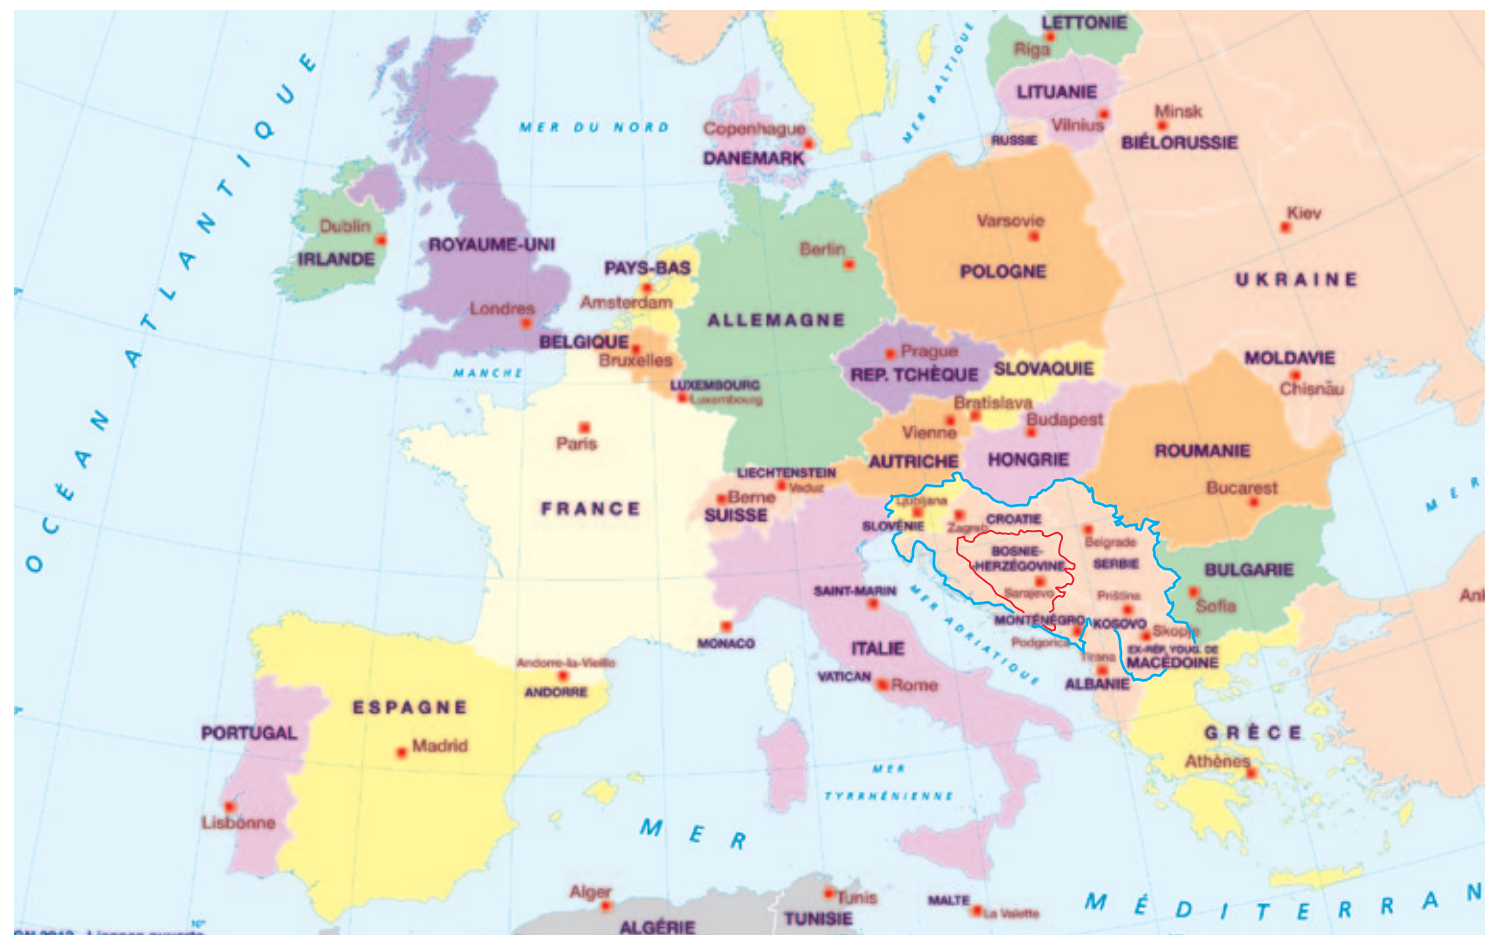 LETTONIE
Riga
LITUANIE
Vilnius
RUSSIE
Minsk
BIÉLORUSSIE
MER BALTIQUE
MER DU NORD
Copenhague
DANEMARK
OCÉAN ATLANTIQUE
Dublin
IRLANDE
ROYAUME-UNI
Londres
PAYS-BAS
Amsterdam
BELGIQUE
Bruxelles
MANCHE
LUXEMBOURG
Luxembourg
Berlin
ALLEMAGNE
Varsovie
POLOGNE
Kiev
UKRAINE
Prague
REP. TCHÈQUE
SLOVAQUIE
Bratislava
Vienne
AUTRICHE
Budapest
HONGRIE
MOLDAVIE
Chisnău
ROUMANIE
Bucarest
MER
Paris
FRANCE
LIECHTENSTEIN
Vaduz
Berne
SUISSE
Ljubljana
SLOVÉNIE
Zagreb
CROATIE
Belgrade
SERBIE
BOSNIE-
-HERZÉGOVINE
Sarajevo
Priština
MONTÉNÉGRO
KOSOVO
Podgorica
Skopje
EX-RÉP. YOUG. DE
MACÉDOINE
Tirana
ALBANIE
BULGARIE
Sofia
Ank
MER ADRIATIQUE
SAINT-MARIN
MONACO
ITALIE
VATICAN
Rome
Andorre-la-Vieille
ANDORRE
ESPAGNE
Madrid
PORTUGAL
Lisbonne
GRÈCE
Athènes
MER
TYRRHÉNIENNE
MER
MÉDITERRAN
Alger
ALGÉRIE
Tunis
TUNISIE
MALTE
La Valette
10°